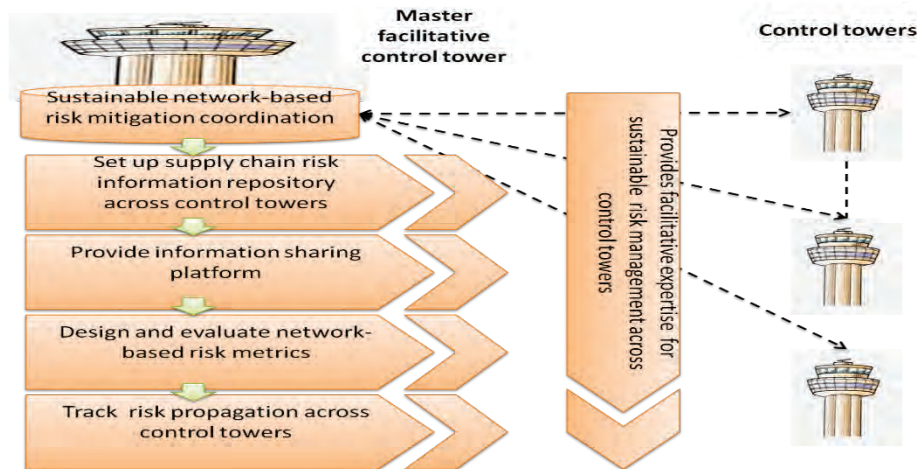 Master
facilitative
control tower
Control towers
Sustainable network-based
risk mitigation coordination
Set up supply chain risk
information repository
across control towers
Provide information sharing
platform
Design and evaluate network-
based risk metrics
Track risk propagation across
control towers
Provides facilitative expertise for
sustainable risk management across
control towers